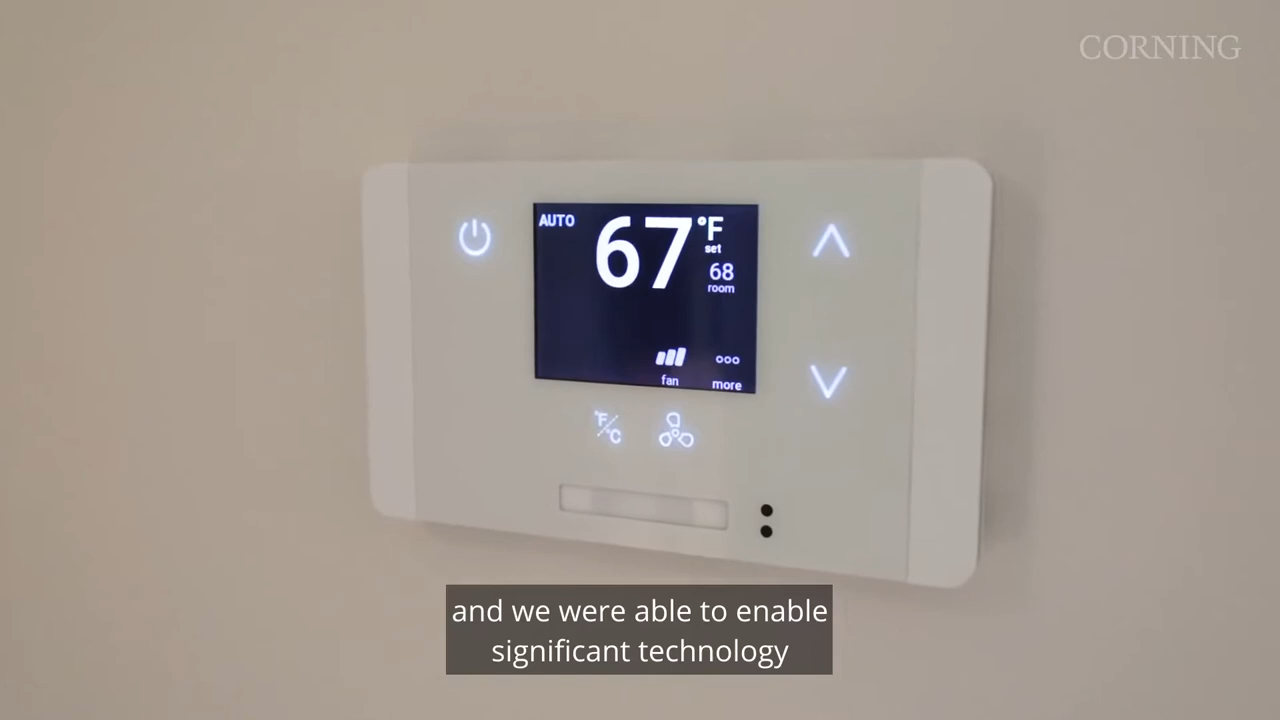 CORNING
AUTO
67 °F
set
68
room
fan
more
°F/°C
and we were able to enable
significant technology